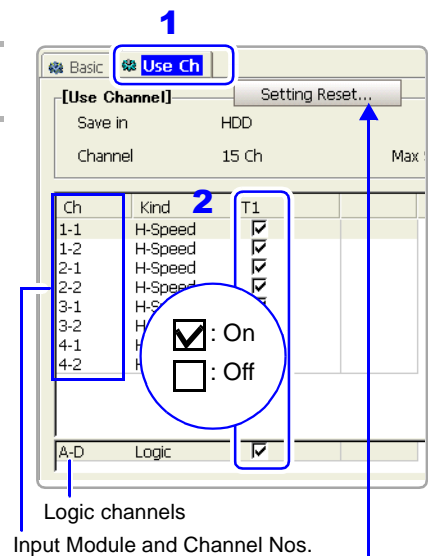 1
Basic Use Ch
[Use Channel] Setting Reset...
Save in HDD
Channel 15 Ch Max
2
Ch Kind T1
1-1 H-Speed
1-2 H-Speed
2-1 H-Speed
2-2 H-Speed
3-1
3-2
4-1
4-2
: On
: Off
A-D Logic
Logic channels
Input Module and Channel Nos.